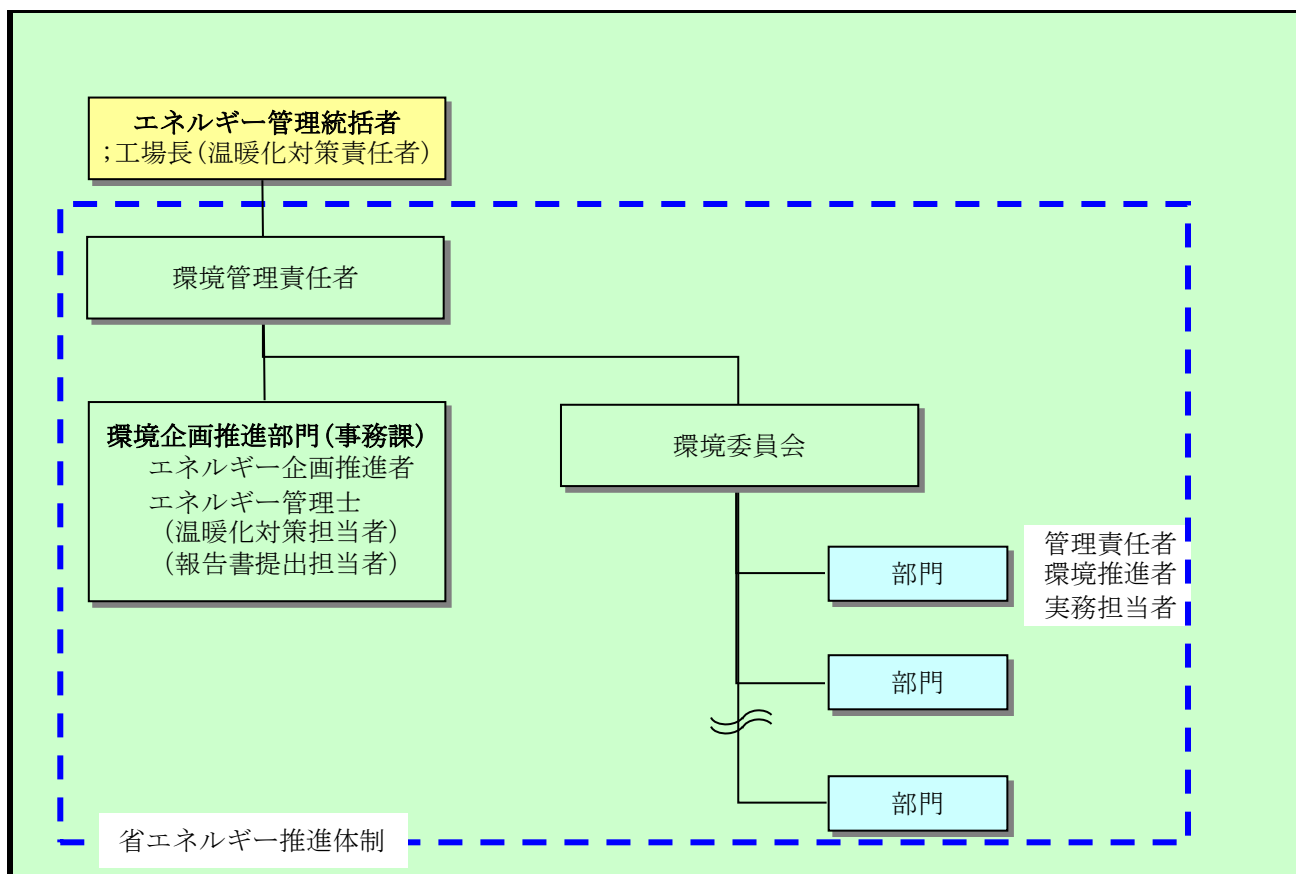 エネルギー管理統括者
;工場長(温暖化対策責任者)
環境管理責任者
環境企画推進部門(事務課)
エネルギー企画推進者
エネルギー管理士
(温暖化対策担当者)
(報告書提出担当者)
環境委員会
部門
管理責任者
環境推進者
実務担当者
部門
部門
省エネルギー推進体制